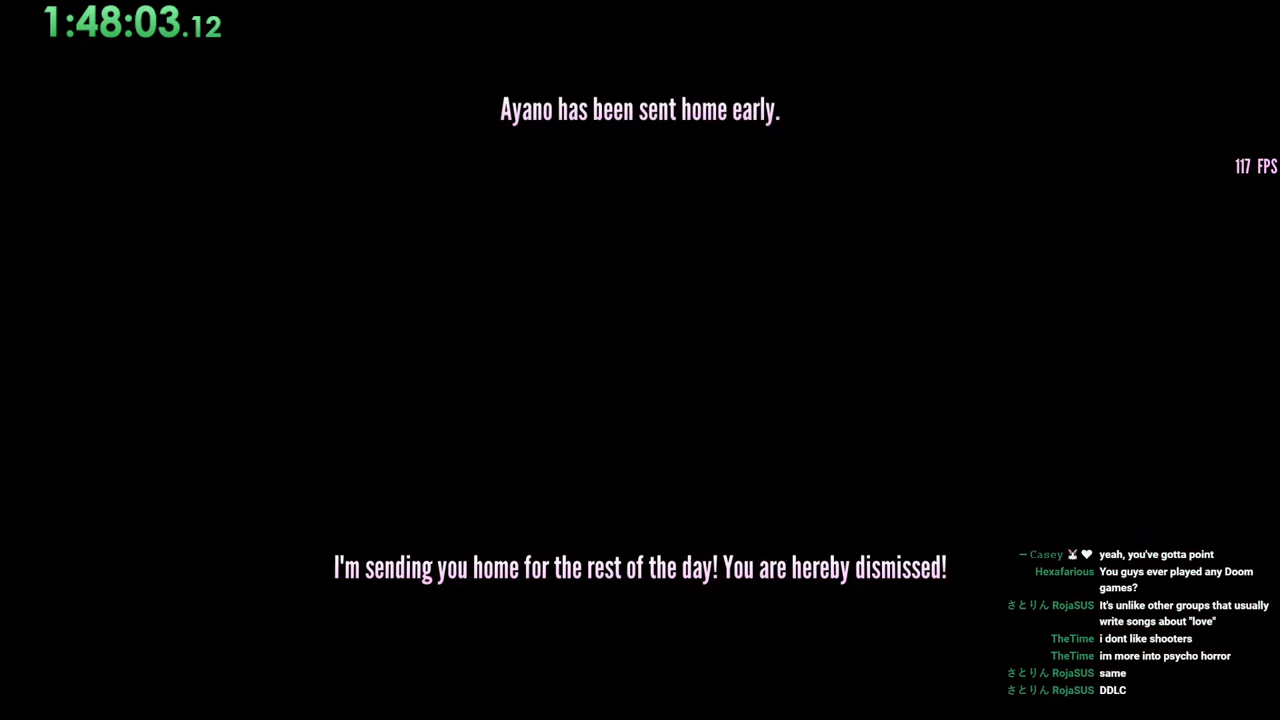 1:48:03.12
Ayano has been sent home early.
117 FPS
I'm sending you home for the rest of the day! You are hereby dismissed!
— Casey yeah, you've gotta point
Hexafarious You guys ever played any Doom
games?
さとりん RojaSUS It's unlike other groups that usually
write songs about "love"
TheTime i dont like shooters
TheTime im more into psycho horror
さとりん RojaSUS same
さとりん RojaSUS DDLC